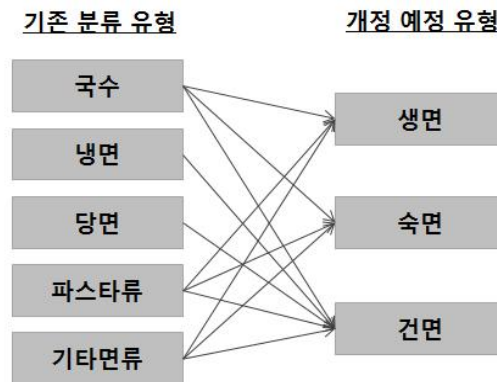 기존 분류 유형
개정 예정 유형
국수
냉면
당면
파스타류
기타면류
생면
숙면
건면